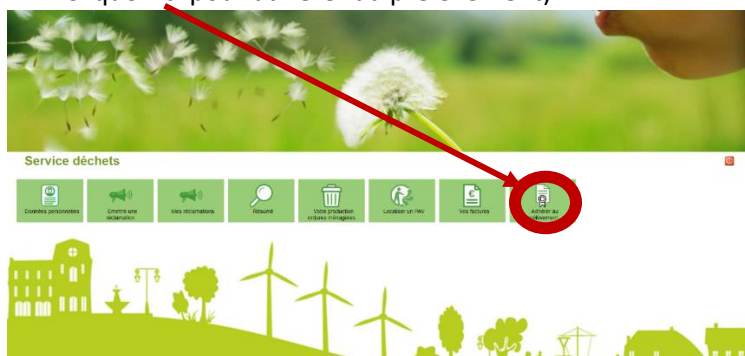 Service déchets
Données personnelles
Emettre une
réclamation
Mes réclamations
Résumé
Votre production
ordures ménagères
Localiser un PAV
Vos factures
Adhérer au